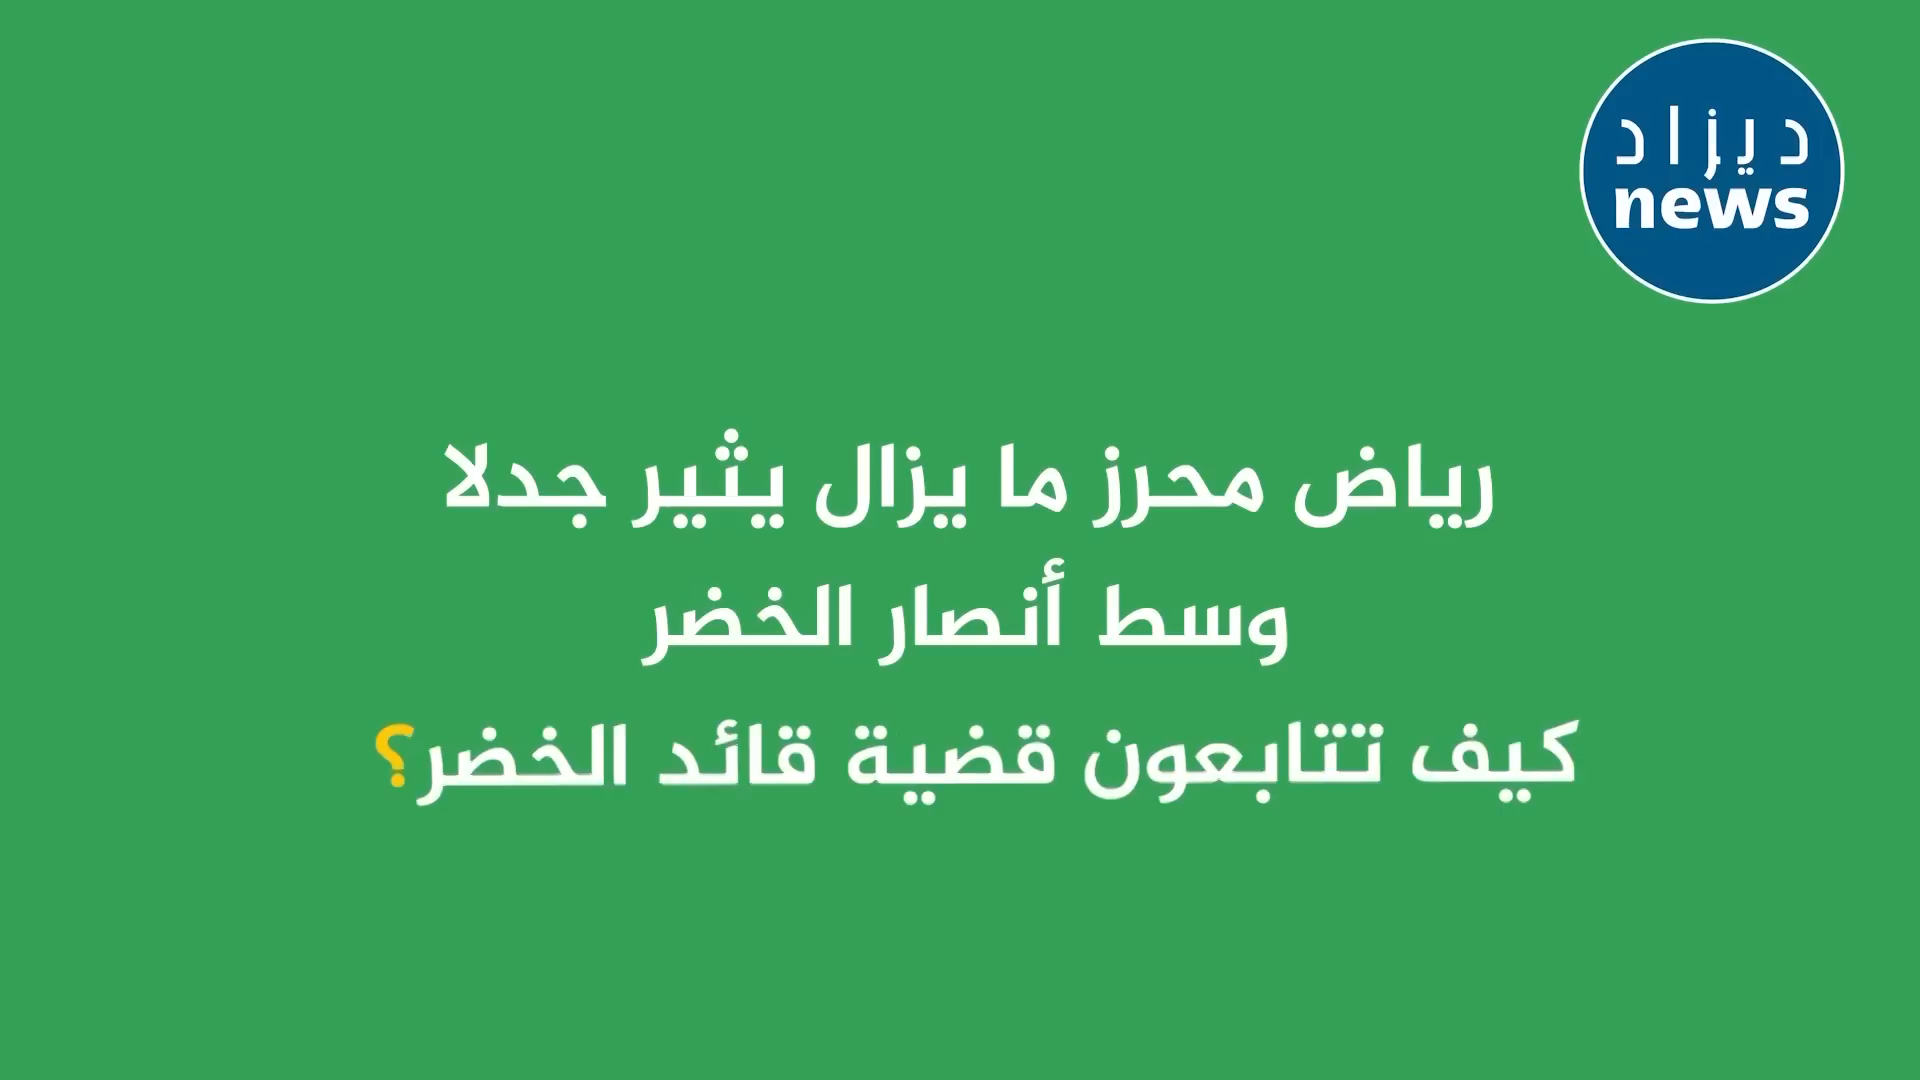 ديزاد
news
رياض محرز ما يزال يثير جدلا
وسط أنصار الخضر
كيف تتابعون قضية قائد الخضر؟